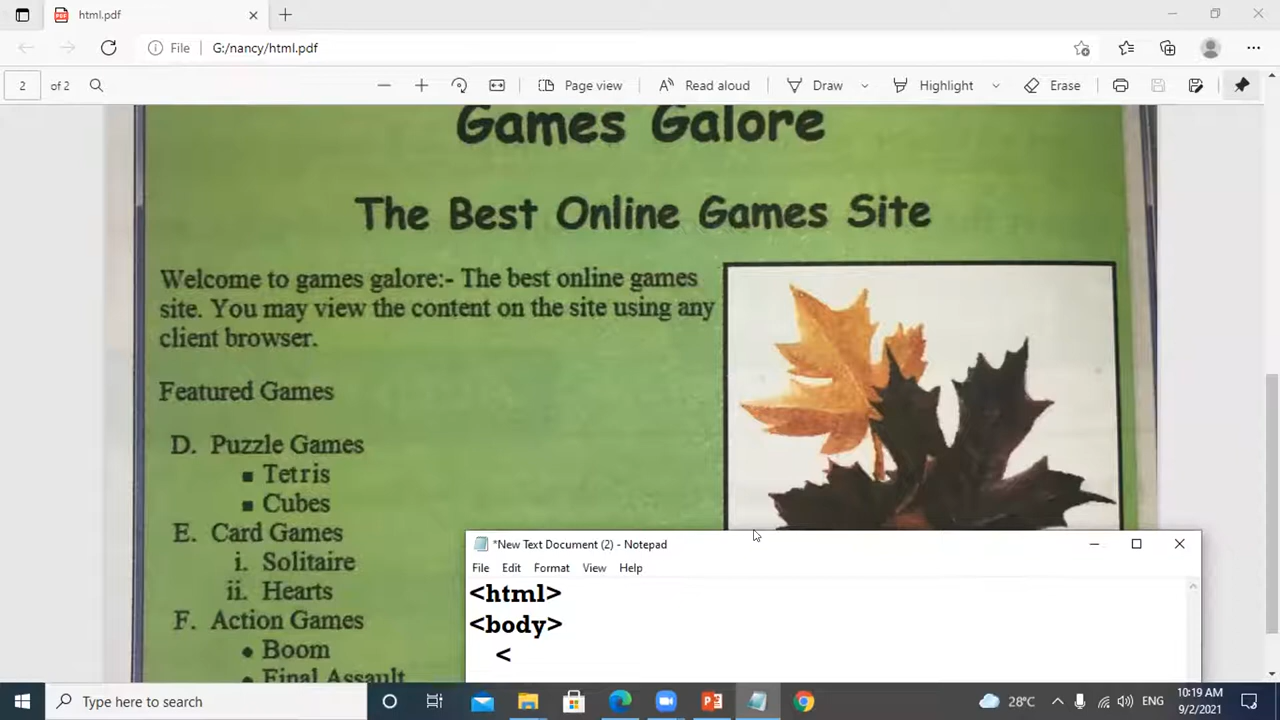 html.pdf
File G:/nancy/html.pdf
2 of 2 Page view Read aloud Draw Highlight Erase
Games Galore
The Best Online Games Site
Welcome to games galore:- The best online games
site. You may view the content on the site using any
client browser.
Featured Games
D. Puzzle Games
Tetris
Cubes
E. Card Games
i. Solitaire
ii. Hearts
F. Action Games
Boom
Final Assault
*New Text Document (2) - Notepad
File Edit Format View Help
<html>
<body>
<
Type here to search
28°C
ENG
10:19 AM
9/2/2021